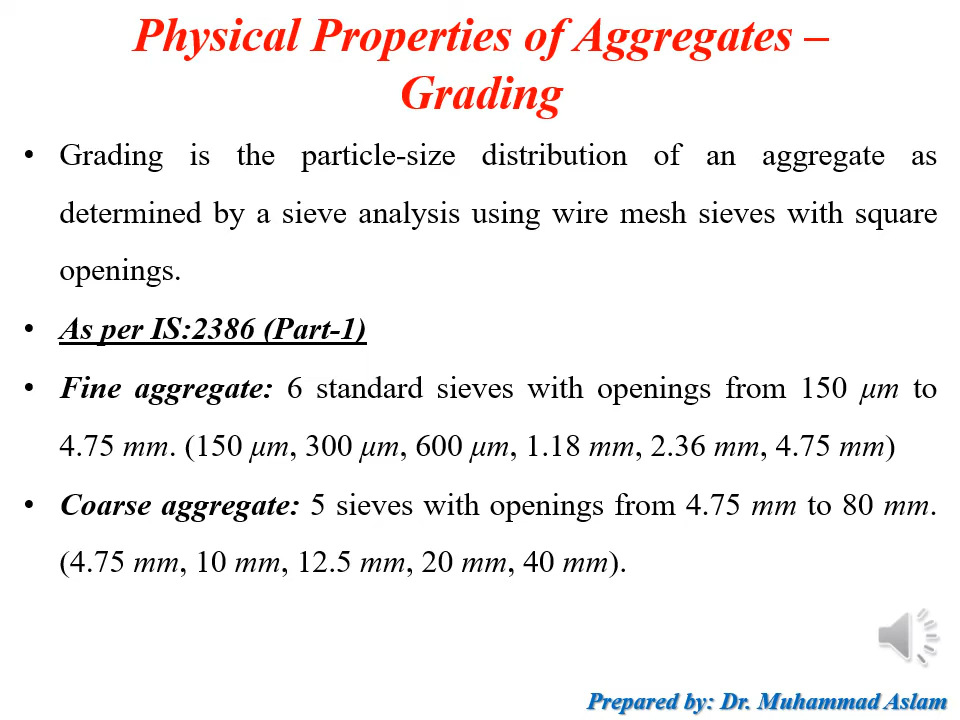 Physical Properties of Aggregates –
Grading
• Grading is the particle-size distribution of an aggregate as
determined by a sieve analysis using wire mesh sieves with square
openings.
• As per IS:2386 (Part-1)
• Fine aggregate: 6 standard sieves with openings from 150 μm to
4.75 mm. (150 μm, 300 μm, 600 μm, 1.18 mm, 2.36 mm, 4.75 mm)
• Coarse aggregate: 5 sieves with openings from 4.75 mm to 80 mm.
(4.75 mm, 10 mm, 12.5 mm, 20 mm, 40 mm).
Prepared by: Dr. Muhammad Aslam